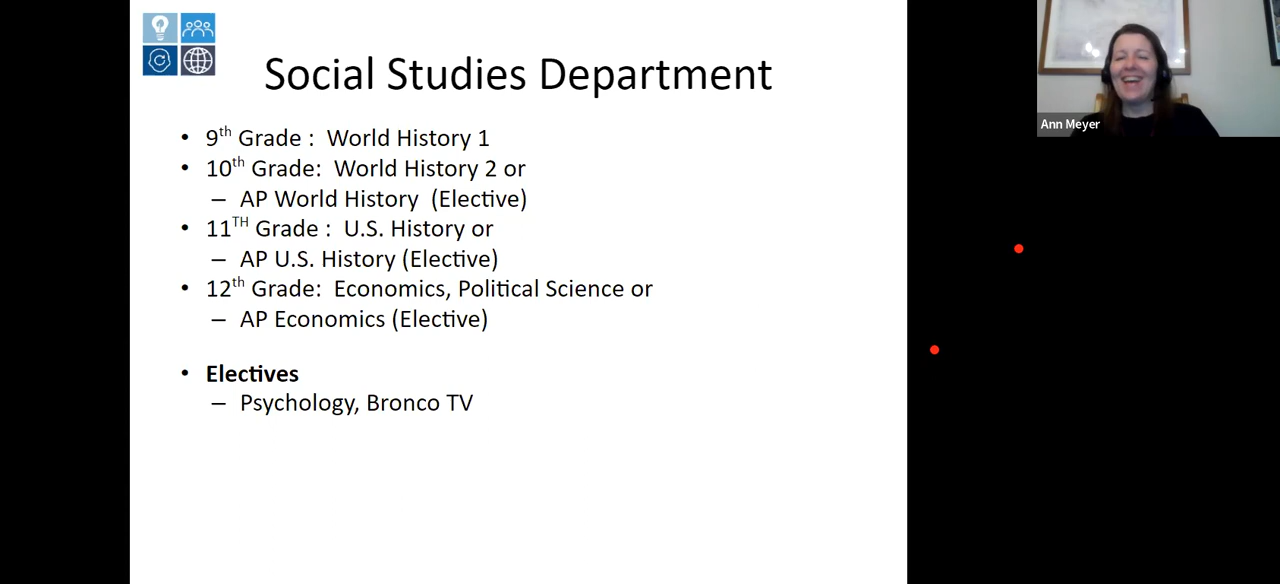 Social Studies Department
• 9th Grade : World History 1
• 10th Grade: World History 2 or
– AP World History (Elective)
• 11TH Grade : U.S. History or
– AP U.S. History (Elective)
• 12th Grade: Economics, Political Science or
– AP Economics (Elective)
• Electives
– Psychology, Bronco TV
Ann Meyer